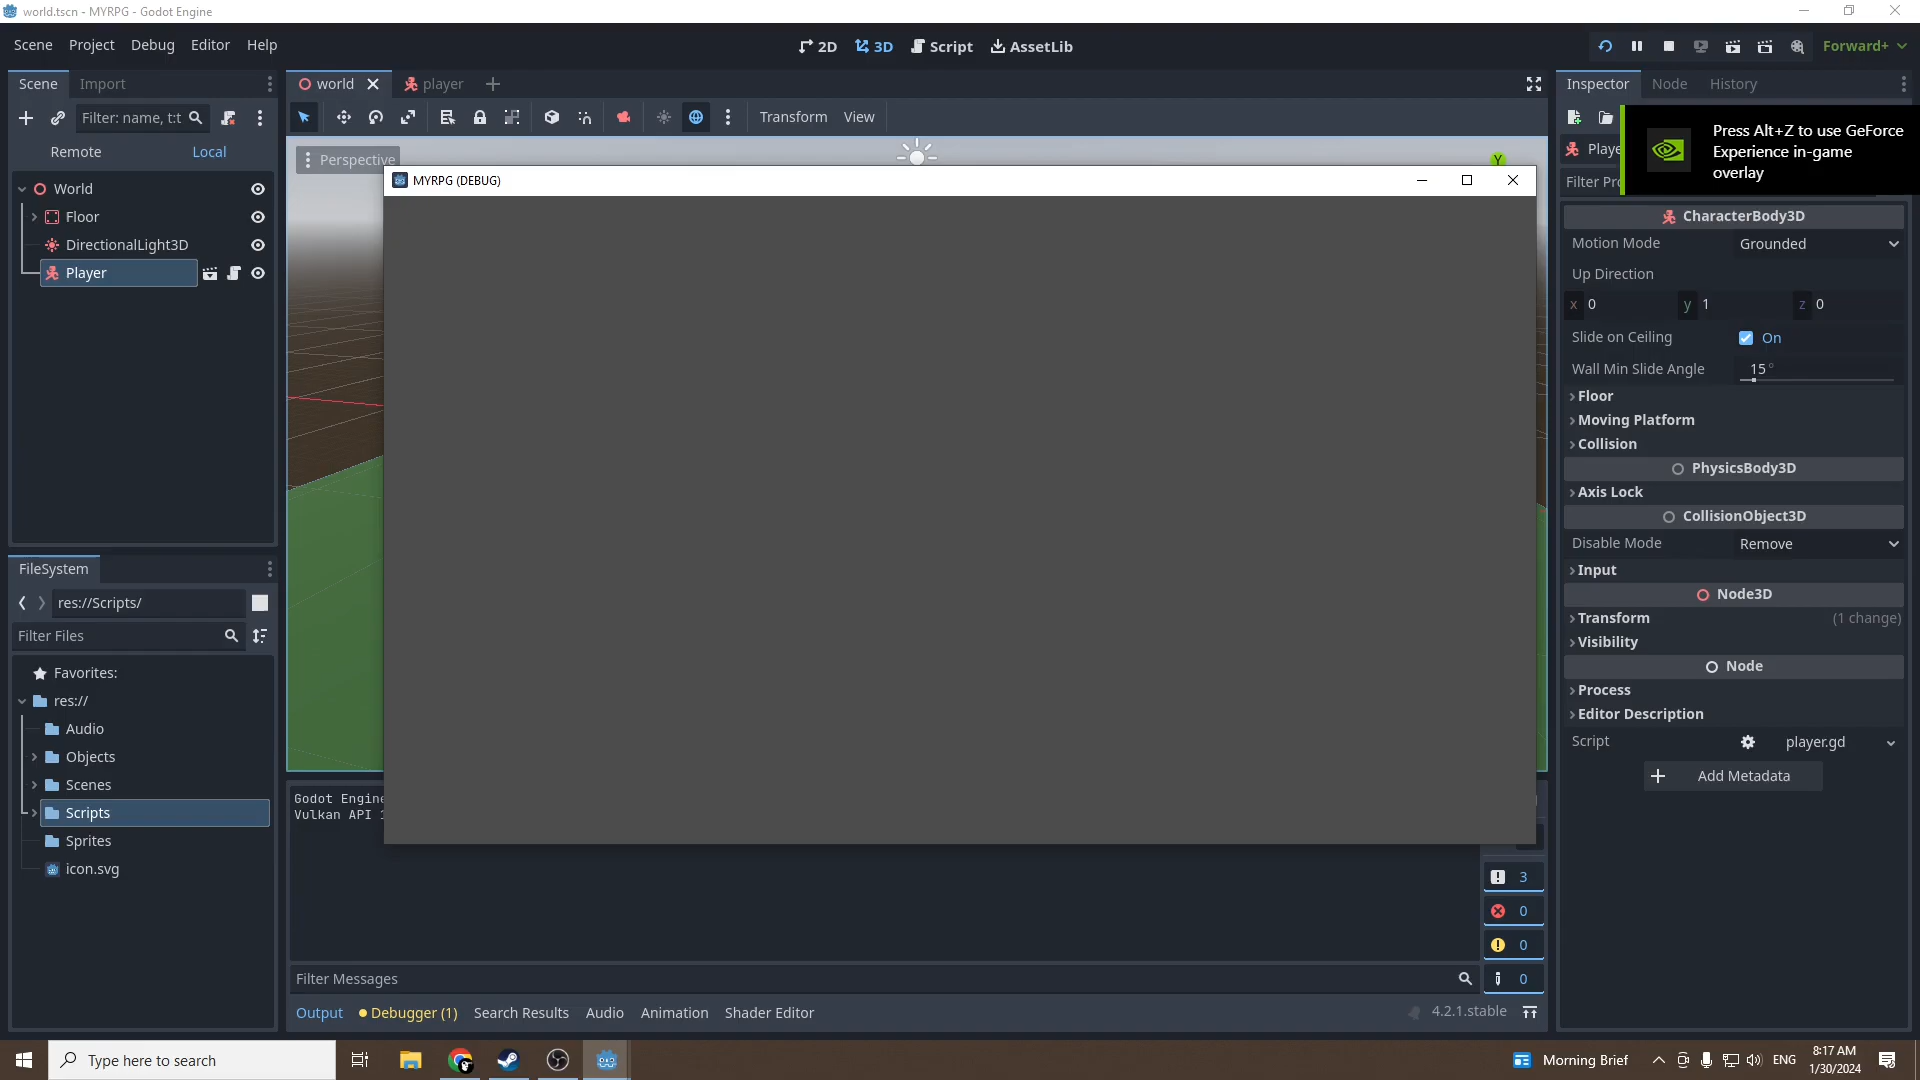 world.tscn - MYRPG - Godot Engine
Scene Project Debug Editor Help
2D 3D Script AssetLib
Forward+
Scene Import
world player
Inspector Node History
Filter: name, t:t
Transform View
Remote Local
Perspective
Y
Press Alt+Z to use GeForce
Experience in-game
overlay
Playe
Filter Pro
MYRPG (DEBUG)
World
Floor
DirectionalLight3D
Player
CharacterBody3D
Motion Mode Grounded
Up Direction
x 0 y 1 z 0
Slide on Ceiling On
Wall Min Slide Angle 15°
Floor
Moving Platform
Collision
PhysicsBody3D
Axis Lock
CollisionObject3D
Disable Mode Remove
Input
Node3D
Transform (1 change)
Visibility
Node
Process
Editor Description
Script player.gd
Add Metadata
FileSystem
res://Scripts/
Filter Files
Favorites:
res://
Audio
Objects
Scenes
Scripts
Sprites
icon.svg
Godot Engine
Vulkan API
3
0
0
0
Filter Messages
Output Debugger (1) Search Results Audio Animation Shader Editor
4.2.1.stable
Type here to search
Morning Brief
ENG
8:17 AM
1/30/2024